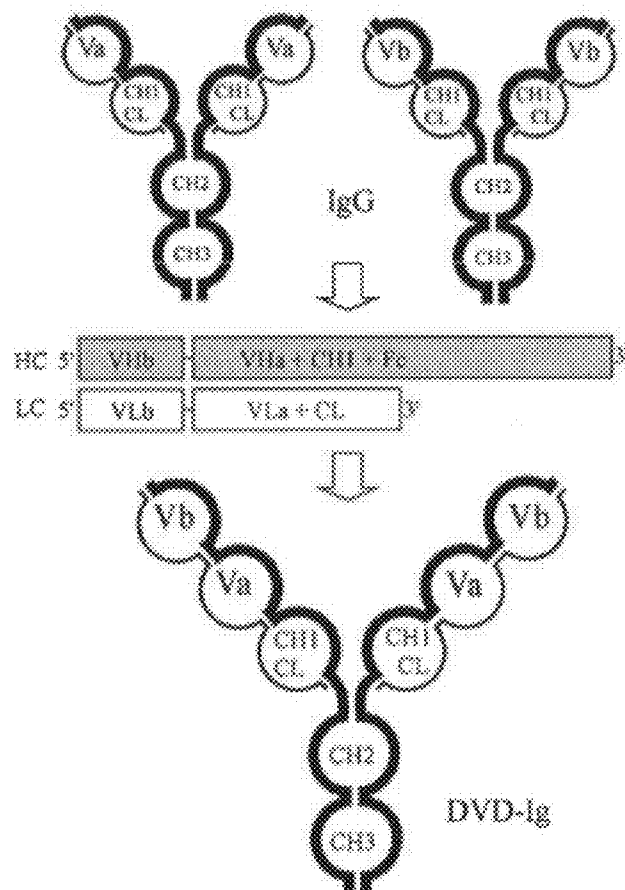 Va Va Vb Vb
CH1 CL CH1 CL CH1 CL CH1 CL
CH2 CH2
IgG
CH3 CH3
HC 5' VHb VHa + CH1 + Fc 3'
LC 5' VLb VLa + CL 3'
Vb Vb
Va Va
CH1 CL CH1 CL
CH2
DVD-Ig
CH3